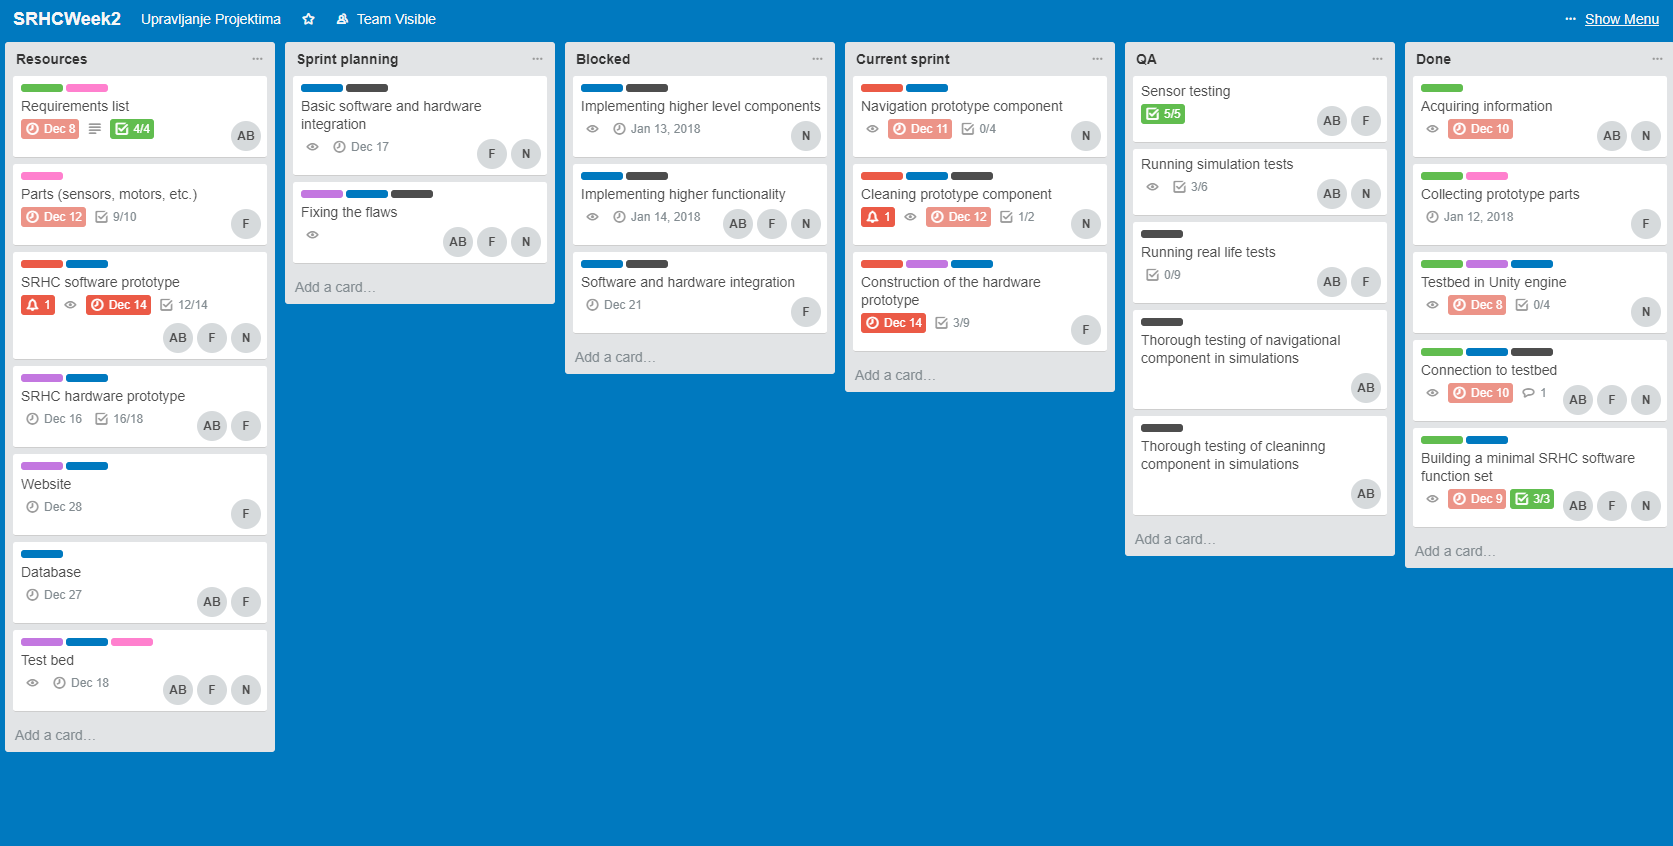 SRHCWeek2 Upravljanje Projektima Team Visible ··· Show Menu
Resources ···
Requirements list
Dec 8 4/4
AB
Parts (sensors, motors, etc.)
Dec 12 9/10
F
SRHC software prototype
1 Dec 14 12/14
AB F N
SRHC hardware prototype
Dec 16 16/18
AB F
Website
Dec 28
F
Database
Dec 27
AB F
Test bed
Dec 18
AB F N
Add a card…
Sprint planning ···
Basic software and hardware
integration
Dec 17
F N
Fixing the flaws
AB F N
Add a card…
Blocked ···
Implementing higher level components
Jan 13, 2018
N
Implementing higher functionality
Jan 14, 2018
AB F N
Software and hardware integration
Dec 21
F
Add a card…
Current sprint ···
Navigation prototype component
Dec 11 0/4
N
Cleaning prototype component
1 Dec 12 1/2
N
Construction of the hardware
prototype
Dec 14 3/9
F
Add a card…
QA ···
Sensor testing
5/5
AB F
Running simulation tests
3/6
AB N
Running real life tests
0/9
AB F
Thorough testing of navigational
component in simulations
AB
Thorough testing of cleaninng
component in simulations
AB
Add a card…
Done ···
Acquiring information
Dec 10
AB N
Collecting prototype parts
Jan 12, 2018
F
Testbed in Unity engine
Dec 8 0/4
N
Connection to testbed
Dec 10 1
AB F N
Building a minimal SRHC software
function set
Dec 9 3/3
AB F N
Add a card…